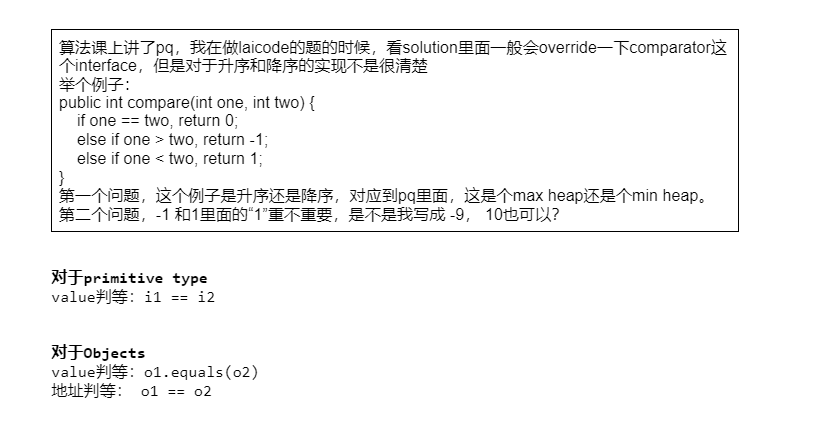 算法课上讲了pq，我在做laicode的题的时候，看solution里面一般会override一下comparator这
个interface，但是对于升序和降序的实现不是很清楚
举个例子：
public int compare(int one, int two) {
if one == two, return 0;
else if one > two, return -1;
else if one < two, return 1;
}
第一个问题，这个例子是升序还是降序，对应到pq里面，这是个max heap还是个min heap。
第二个问题，-1 和1里面的“1”重不重要，是不是我写成 -9， 10也可以？
对于primitive type
value判等：i1 == i2
对于Objects
value判等：o1.equals(o2)
地址判等： o1 == o2